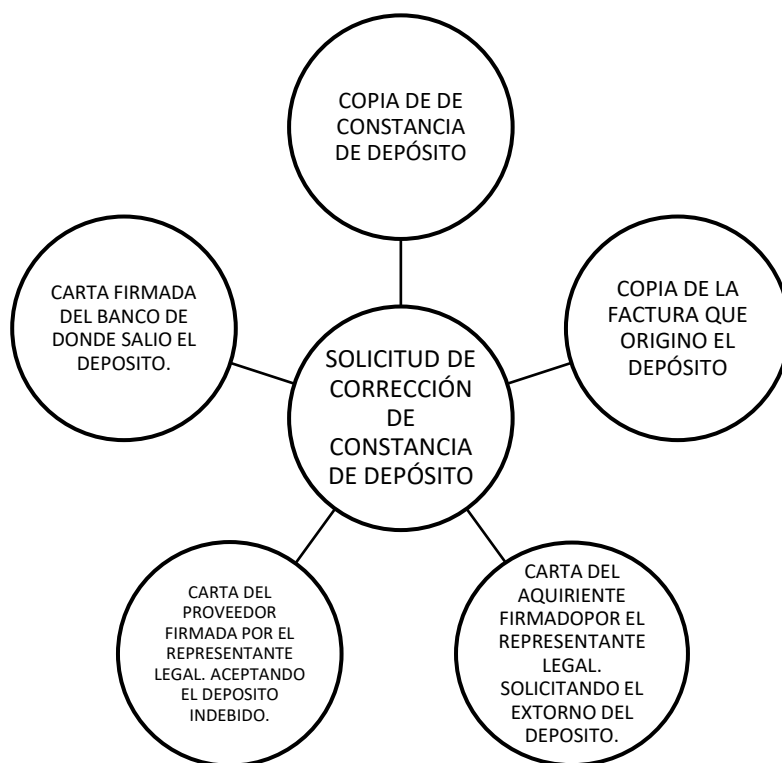 COPIA DE DE
CONSTANCIA
DE DEPÓSITO
COPIA DE LA
FACTURA QUE
ORIGINO EL
DEPÓSITO
CARTA FIRMADA
DEL BANCO DE
DONDE SALIO EL
DEPOSITO.
SOLICITUD DE
CORRECCIÓN
DE
CONSTANCIA
DE DEPÓSITO
CARTA DEL
PROVEEDOR
FIRMADA POR EL
REPRESENTANTE
LEGAL. ACEPTANDO
EL DEPOSITO
INDEBIDO.
CARTA DEL
AQUIRIENTE
FIRMADOPOR EL
REPRESENTANTE
LEGAL.
SOLICITANDO EL
EXTORNO DEL
DEPOSITO.